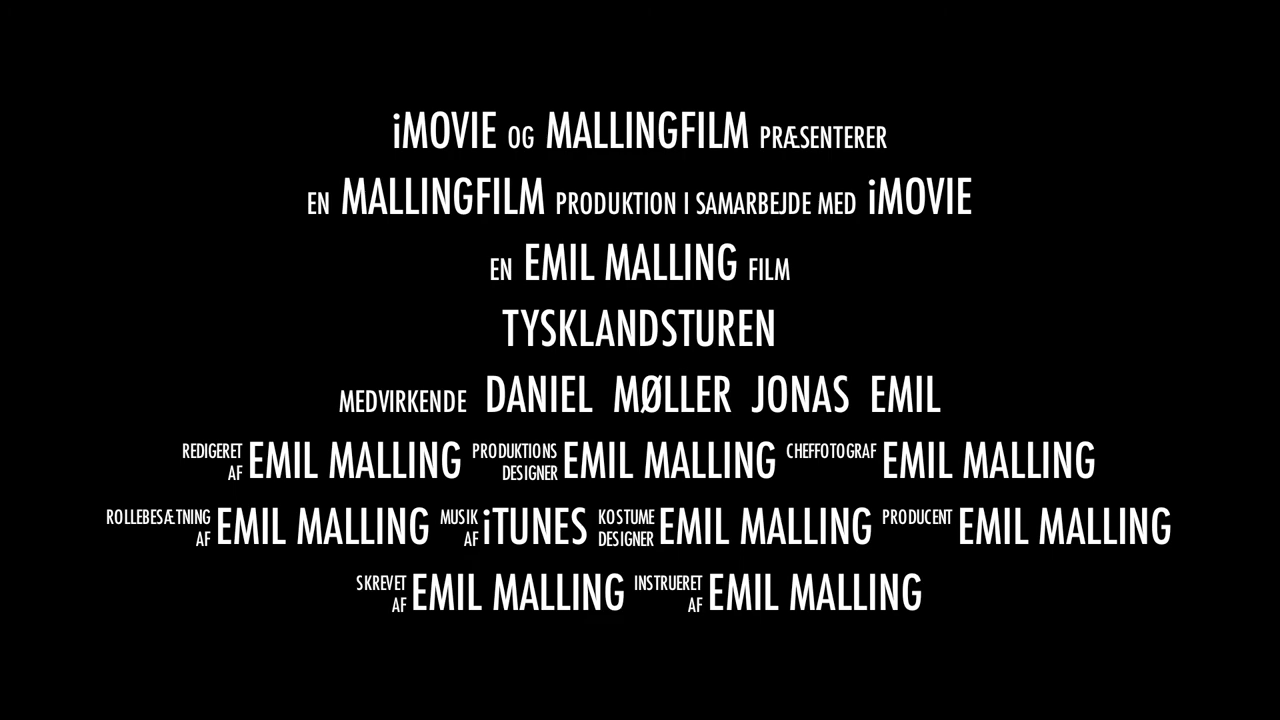 iMOVIE OG MALLINGFILM PRÆSENTERER
EN MALLINGFILM PRODUKTION I SAMARBEJDE MED iMOVIE
EN EMIL MALLING FILM
TYSKLANDSTUREN
MEDVIRKENDE DANIEL MØLLER JONAS EMIL
REDIGERET AF EMIL MALLING PRODUKTIONS DESIGNER EMIL MALLING CHEFFOTOGRAF EMIL MALLING
ROLLEBESÆTNING AF EMIL MALLING MUSIK AF iTUNES KOSTUME DESIGNER EMIL MALLING PRODUCENT EMIL MALLING
SKREVET AF EMIL MALLING INSTRUERET AF EMIL MALLING